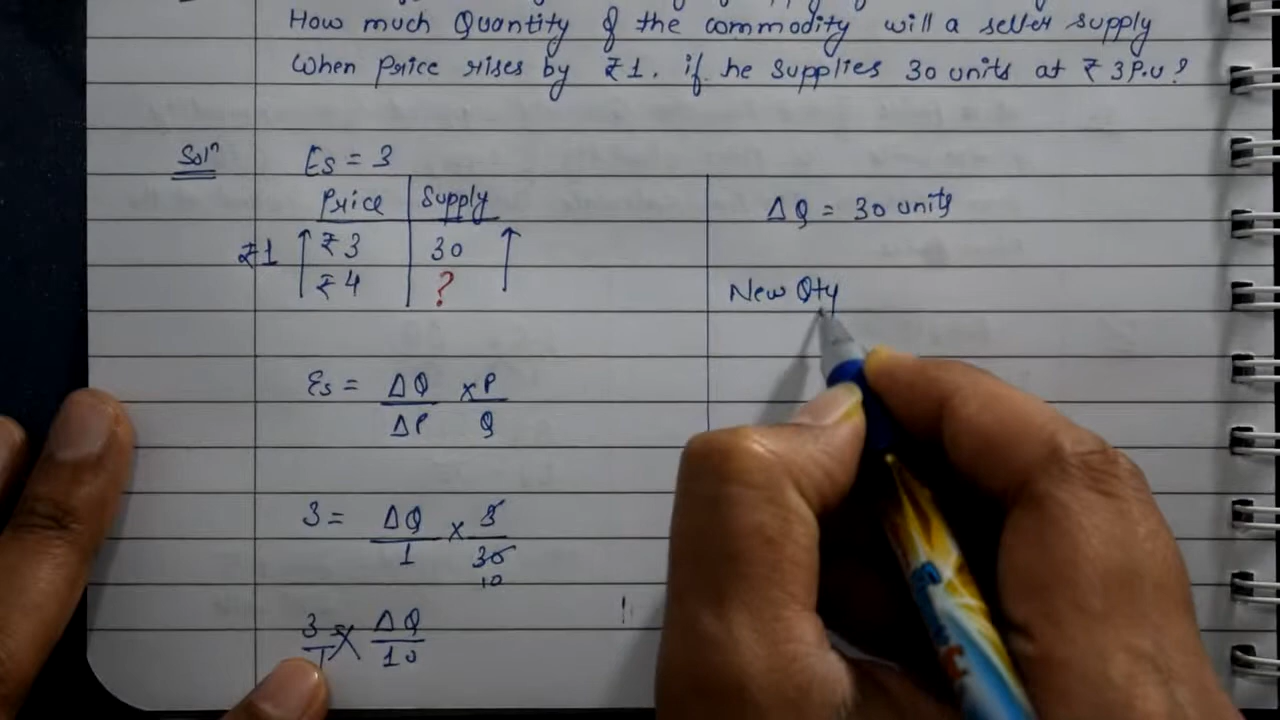 How much Quantity of the commodity will a seller supply
When price rises by ₹1. if he supplies 30 units at ₹ 3 P.U?
Solⁿ
Es = 3
Price Supply
₹1 ₹3 30
₹4 ?
Es = ΔQ/ΔP × P/Q
3 = ΔQ/1 × 3/30
10
3/1 = ΔQ/10
ΔQ = 30 units
New Qty